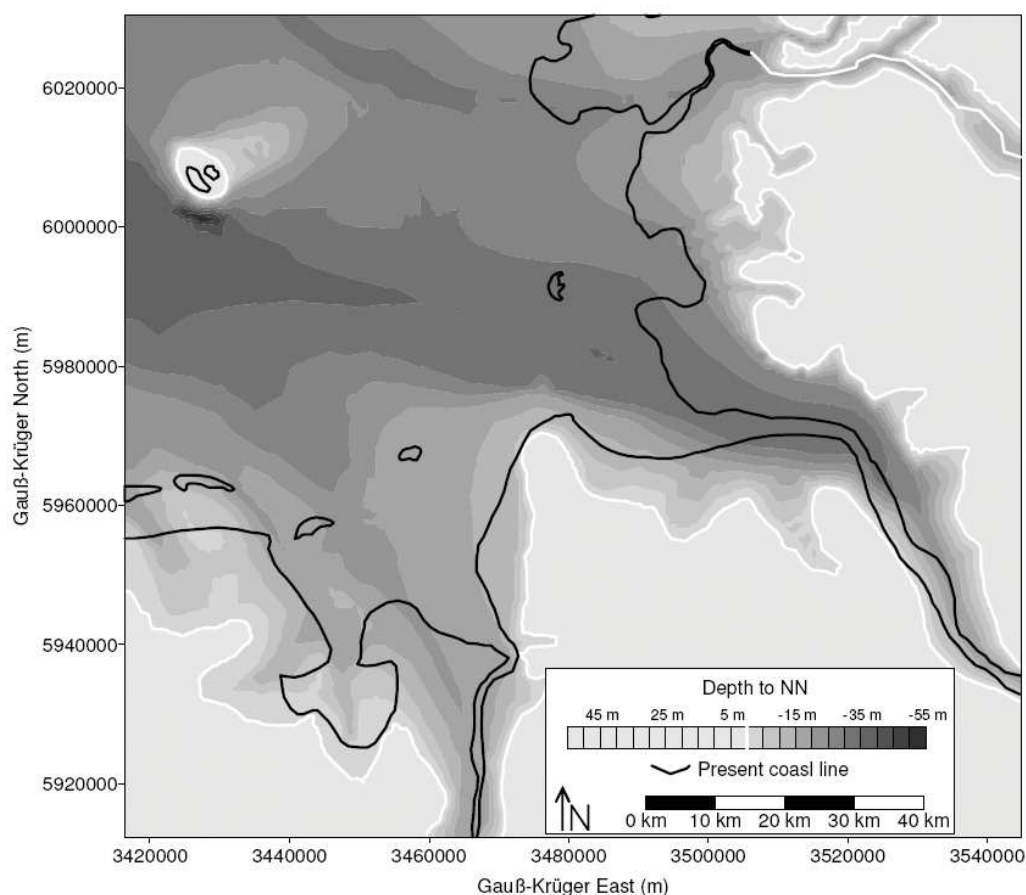 6020000
6000000
5980000
5960000
5940000
5920000
Gauß-Krüger North (m)
Depth to NN
45 m 25 m 5 m -15 m -35 m -55 m
Present coasl line
N
0 km 10 km 20 km 30 km 40 km
3420000 3440000 3460000 3480000 3500000 3520000 3540000
Gauß-Krüger East (m)